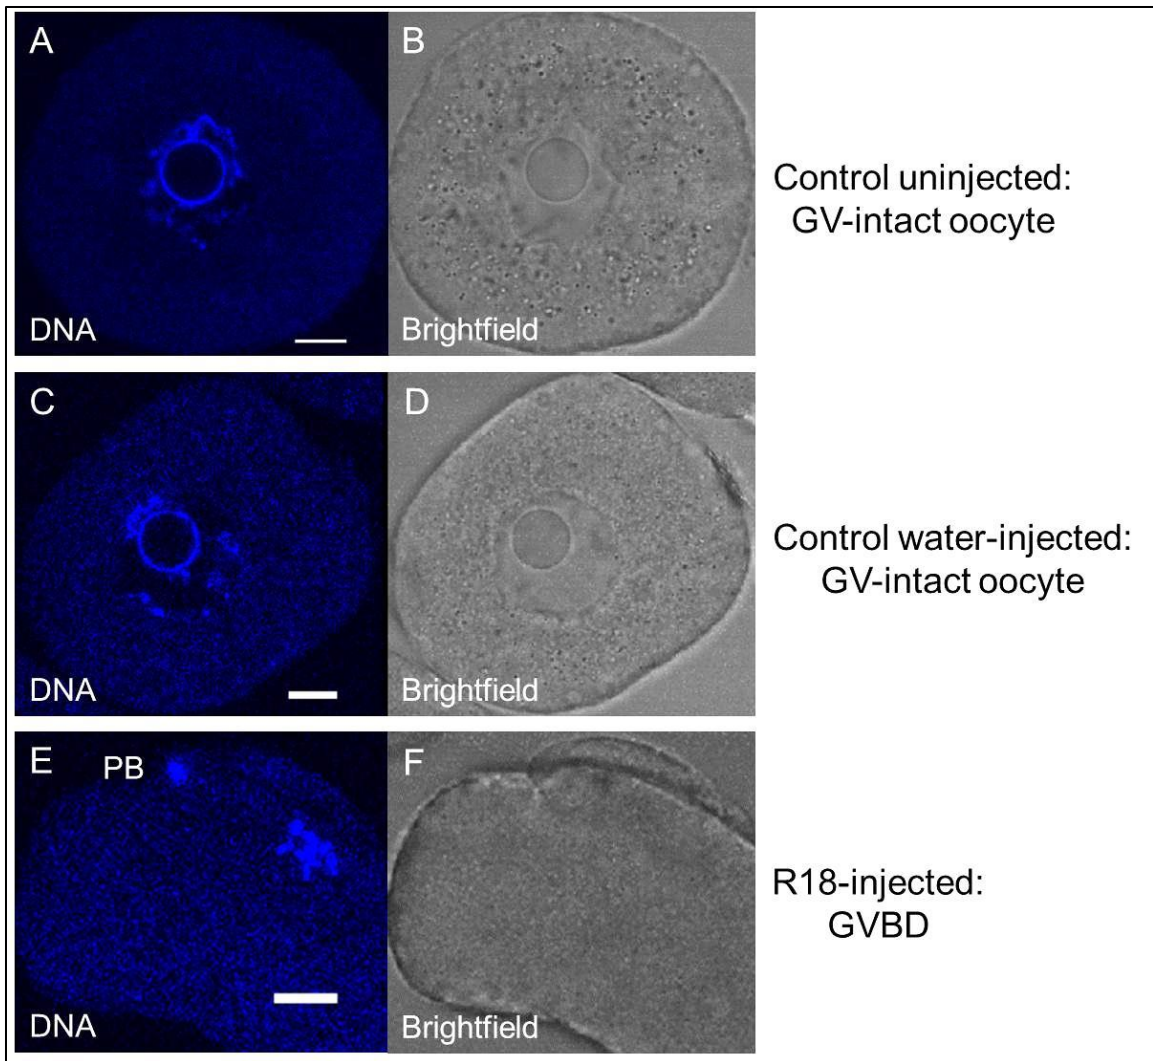 A
B
DNA
Brightfield
Control uninjected:
GV-intact oocyte
C
D
DNA
Brightfield
Control water-injected:
GV-intact oocyte
E
PB
F
DNA
Brightfield
R18-injected:
GVBD